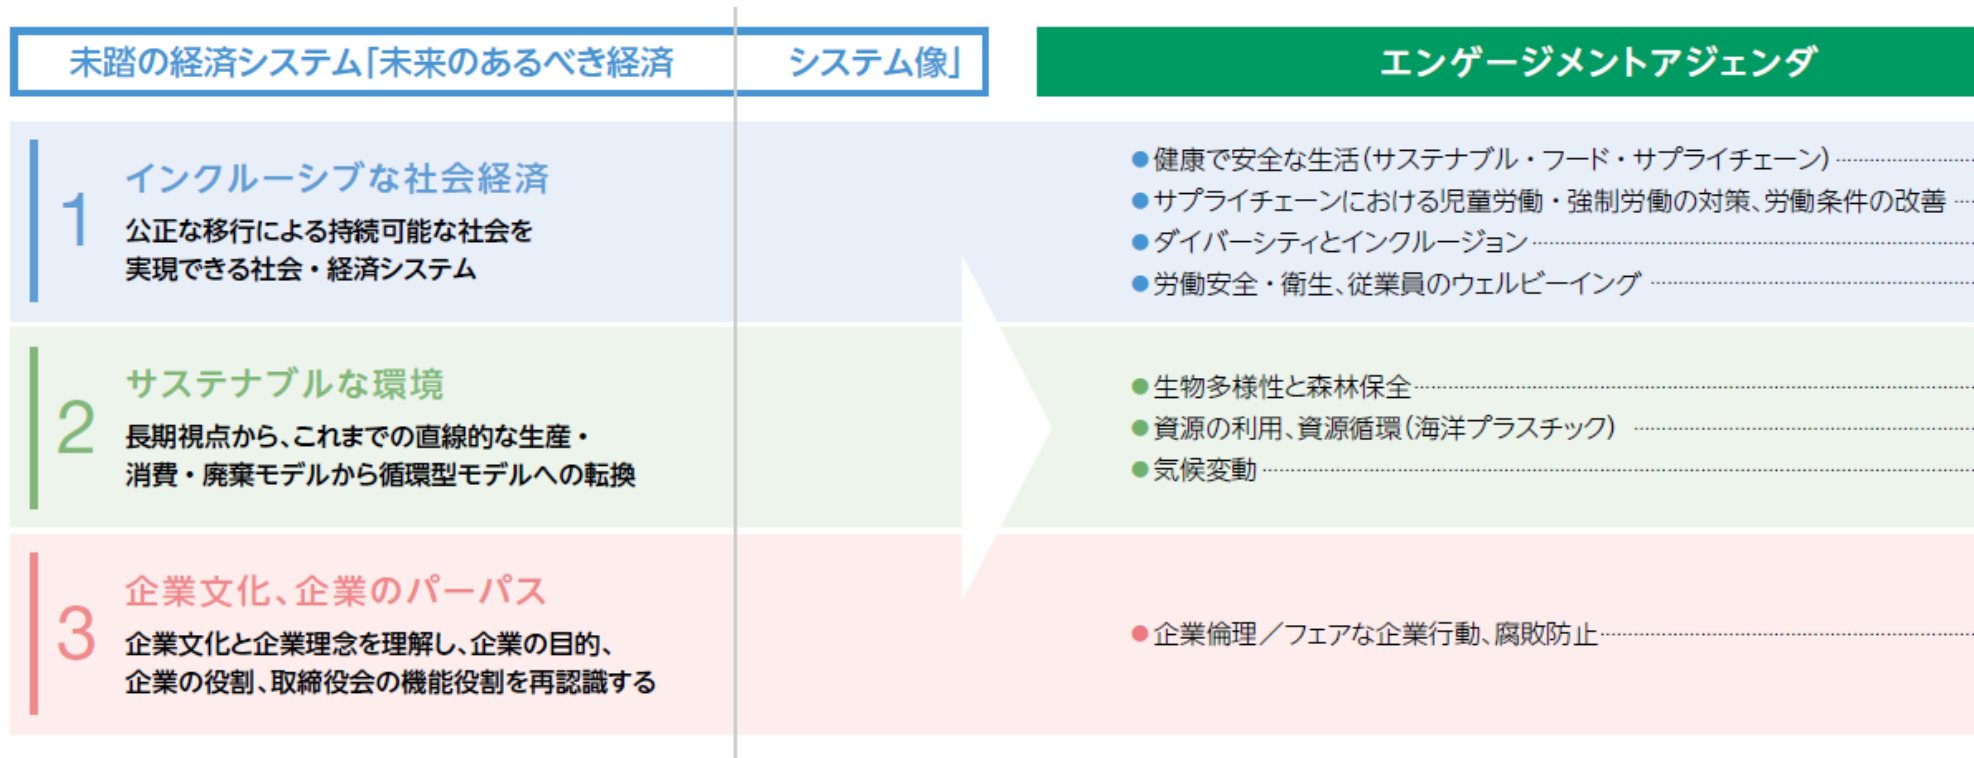 未踏の経済システム「未来のあるべき経済システム像」
エンゲージメントアジェンダ
1
インクルーシブな社会経済
公正な移行による持続可能な社会を
実現できる社会・経済システム
●健康で安全な生活(サステナブル・フード・サプライチェーン)
●サプライチェーンにおける児童労働・強制労働の対策、労働条件の改善
●ダイバーシティとインクルージョン
●労働安全・衛生、従業員のウェルビーイング
2
サステナブルな環境
長期視点から、これまでの直線的な生産・
消費・廃棄モデルから循環型モデルへの転換
●生物多様性と森林保全
●資源の利用、資源循環(海洋プラスチック)
●気候変動
3
企業文化、企業のパーパス
企業文化と企業理念を理解し、企業の目的、
企業の役割、取締役会の機能役割を再認識する
●企業倫理/フェアな企業行動、腐敗防止